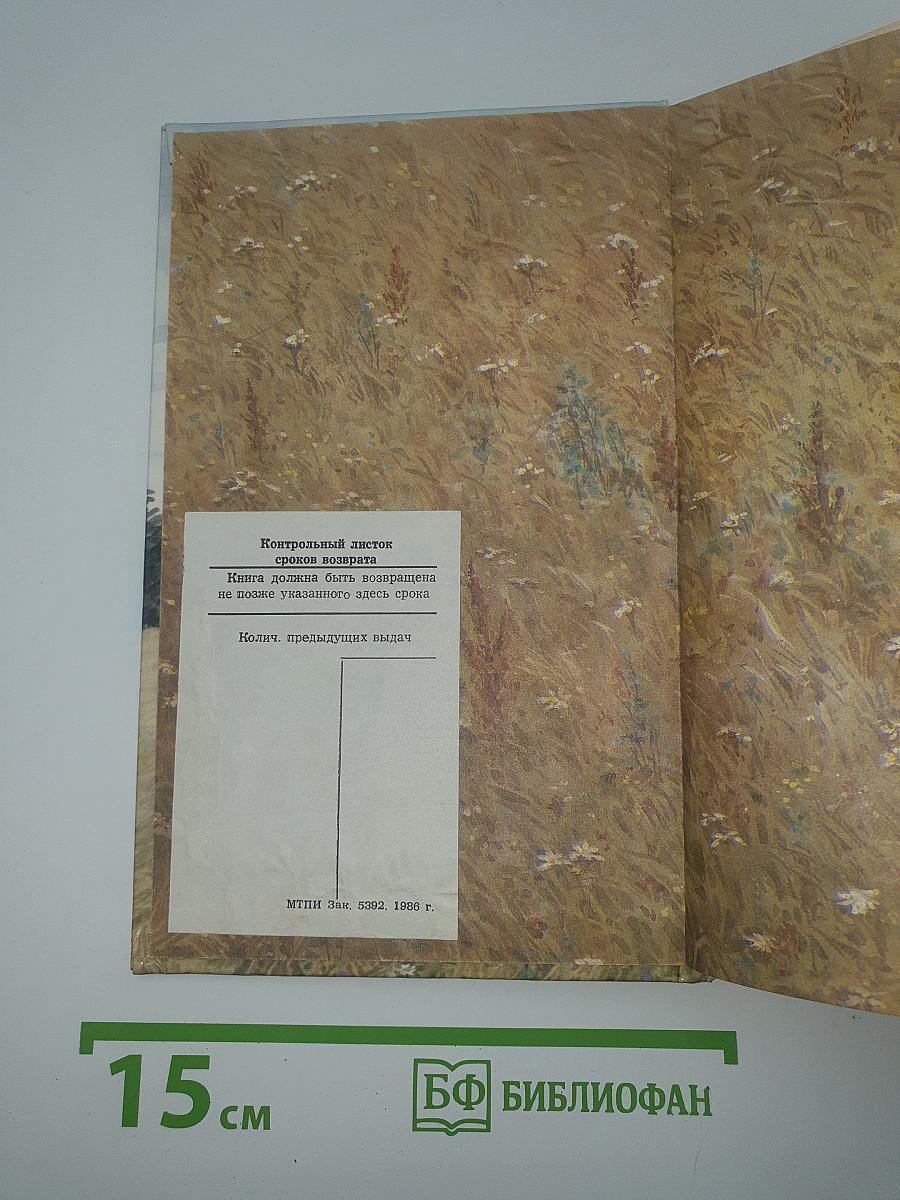 Контрольный листок
сроков возврата
Книга должна быть возвращена
не позже указанного здесь срока
Колич. предыдущих выдач
МТПИ Зак. 5392. 1986 г.
15 см
БФ БИБЛИОФАН